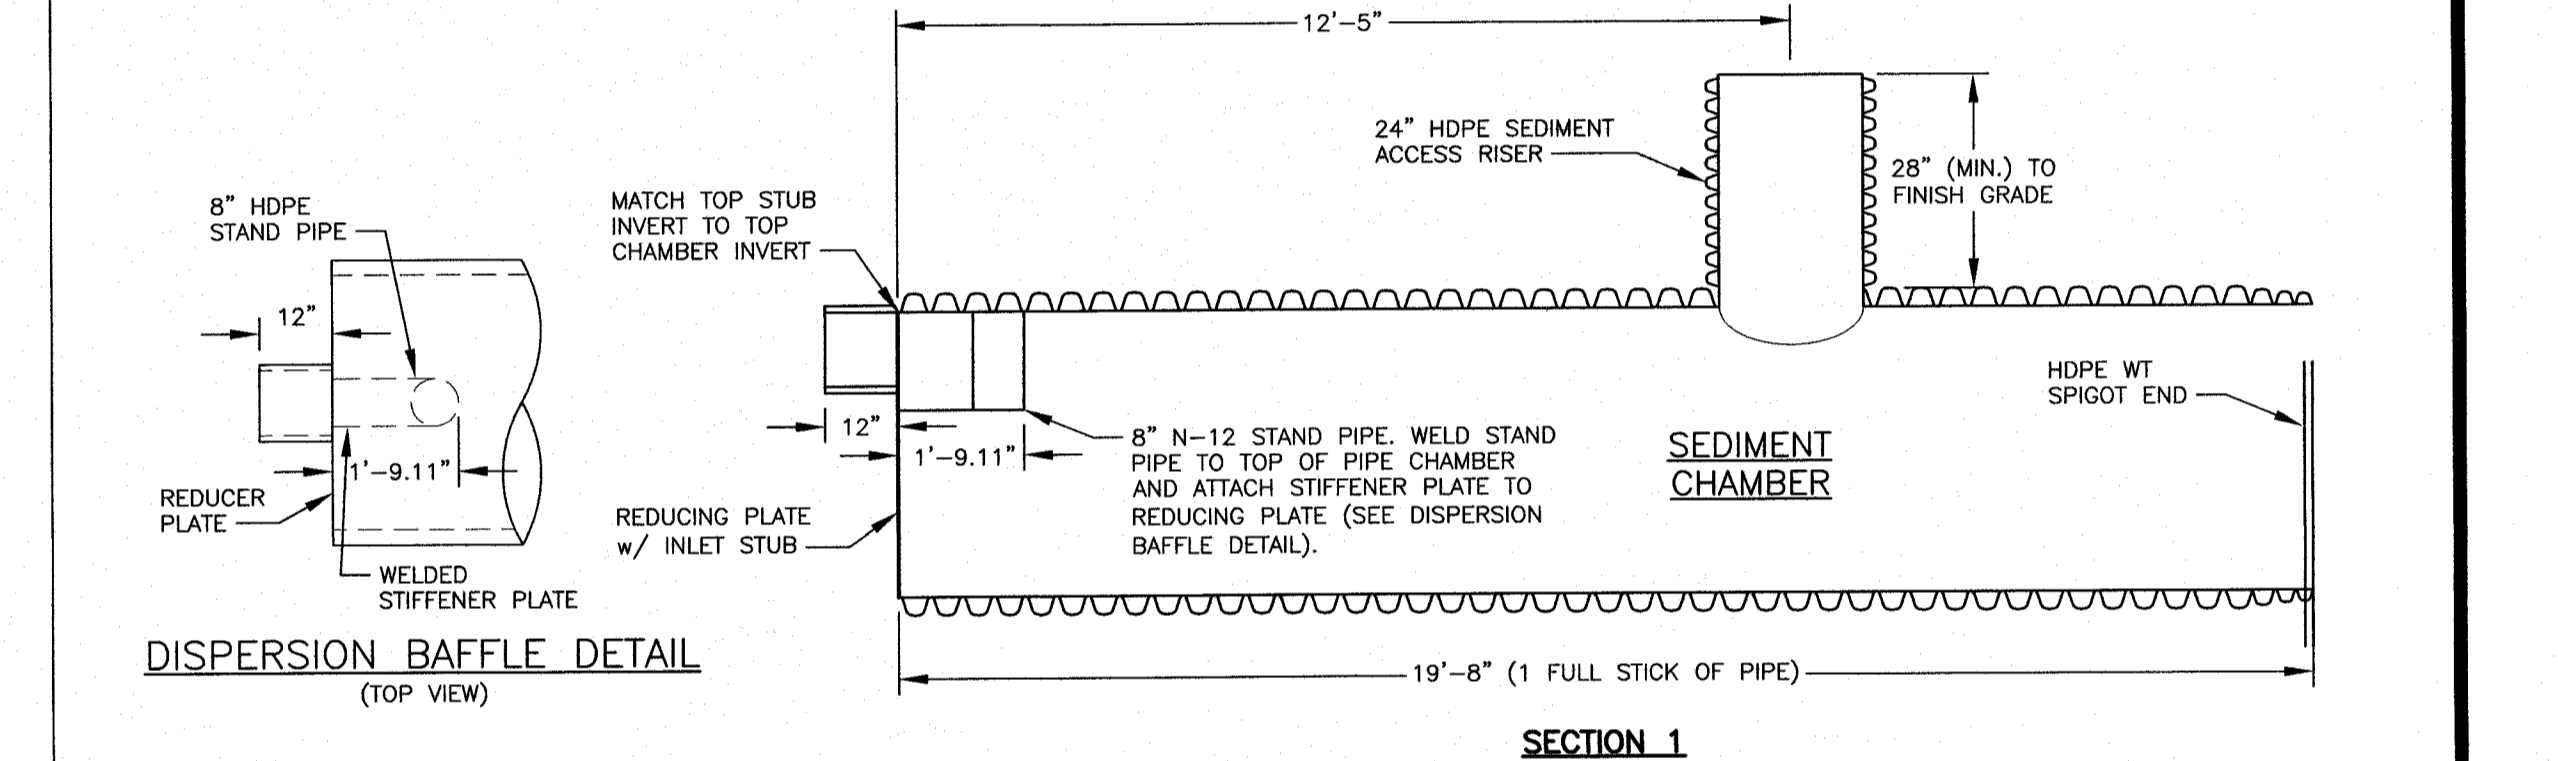 12'-5"
24" HDPE SEDIMENT
ACCESS RISER
28" (MIN.) TO
FINISH GRADE
8" HDPE
STAND PIPE
MATCH TOP STUB
INVERT TO TOP
CHAMBER INVERT
12"
1'-9.11"
REDUCER
PLATE
WELDED
STIFFENER PLATE
DISPERSION BAFFLE DETAIL
(TOP VIEW)
12"
1'-9.11"
REDUCING PLATE
w/ INLET STUB
8" N-12 STAND PIPE. WELD STAND
PIPE TO TOP OF PIPE CHAMBER
AND ATTACH STIFFENER PLATE TO
REDUCING PLATE (SEE DISPERSION
BAFFLE DETAIL).
SEDIMENT
CHAMBER
HDPE WT
SPIGOT END
19'-8" (1 FULL STICK OF PIPE)
SECTION 1